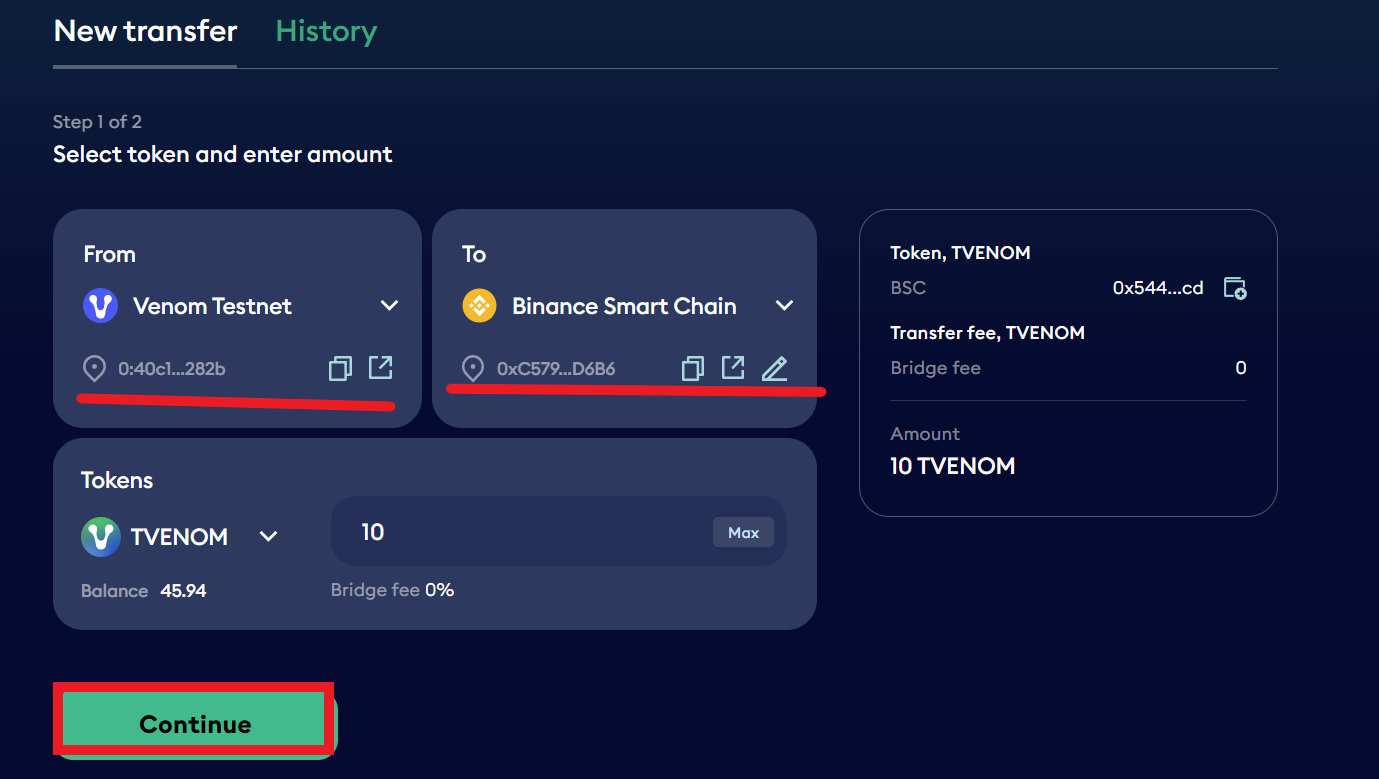 New transfer
History
Step 1 of 2
Select token and enter amount
From
Venom Testnet
0:40c1...282b
To
Binance Smart Chain
0xC579...D6B6
Tokens
TVENOM
10
Max
Balance 45.94
Bridge fee 0%
Token, TVENOM
BSC 0x544...cd
Transfer fee, TVENOM
Bridge fee 0
Amount
10 TVENOM
Continue